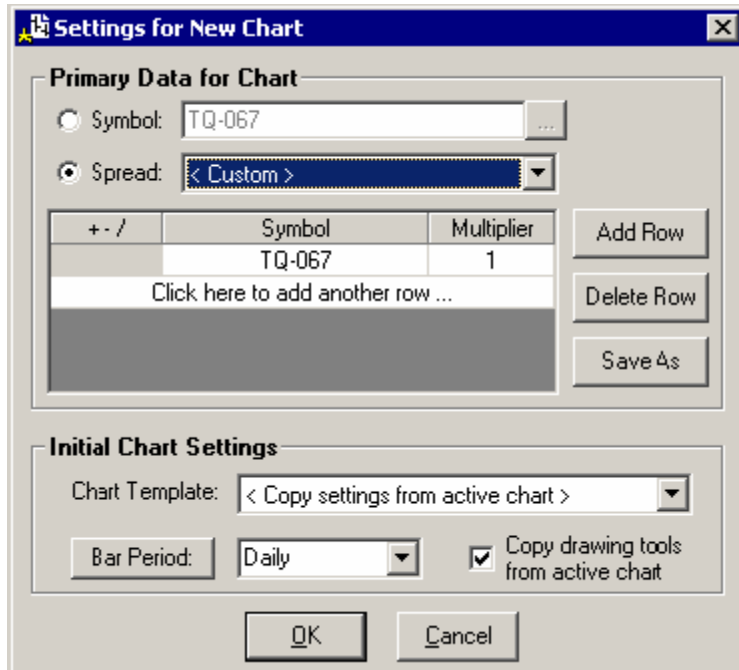 Settings for New Chart
Primary Data for Chart
Symbol: TQ-067 ...
Spread: < Custom >
+ - / Symbol Multiplier Add Row
TQ-067 1
Click here to add another row ... Delete Row
Save As
Initial Chart Settings
Chart Template: < Copy settings from active chart >
Bar Period: Daily Copy drawing tools
from active chart
OK Cancel